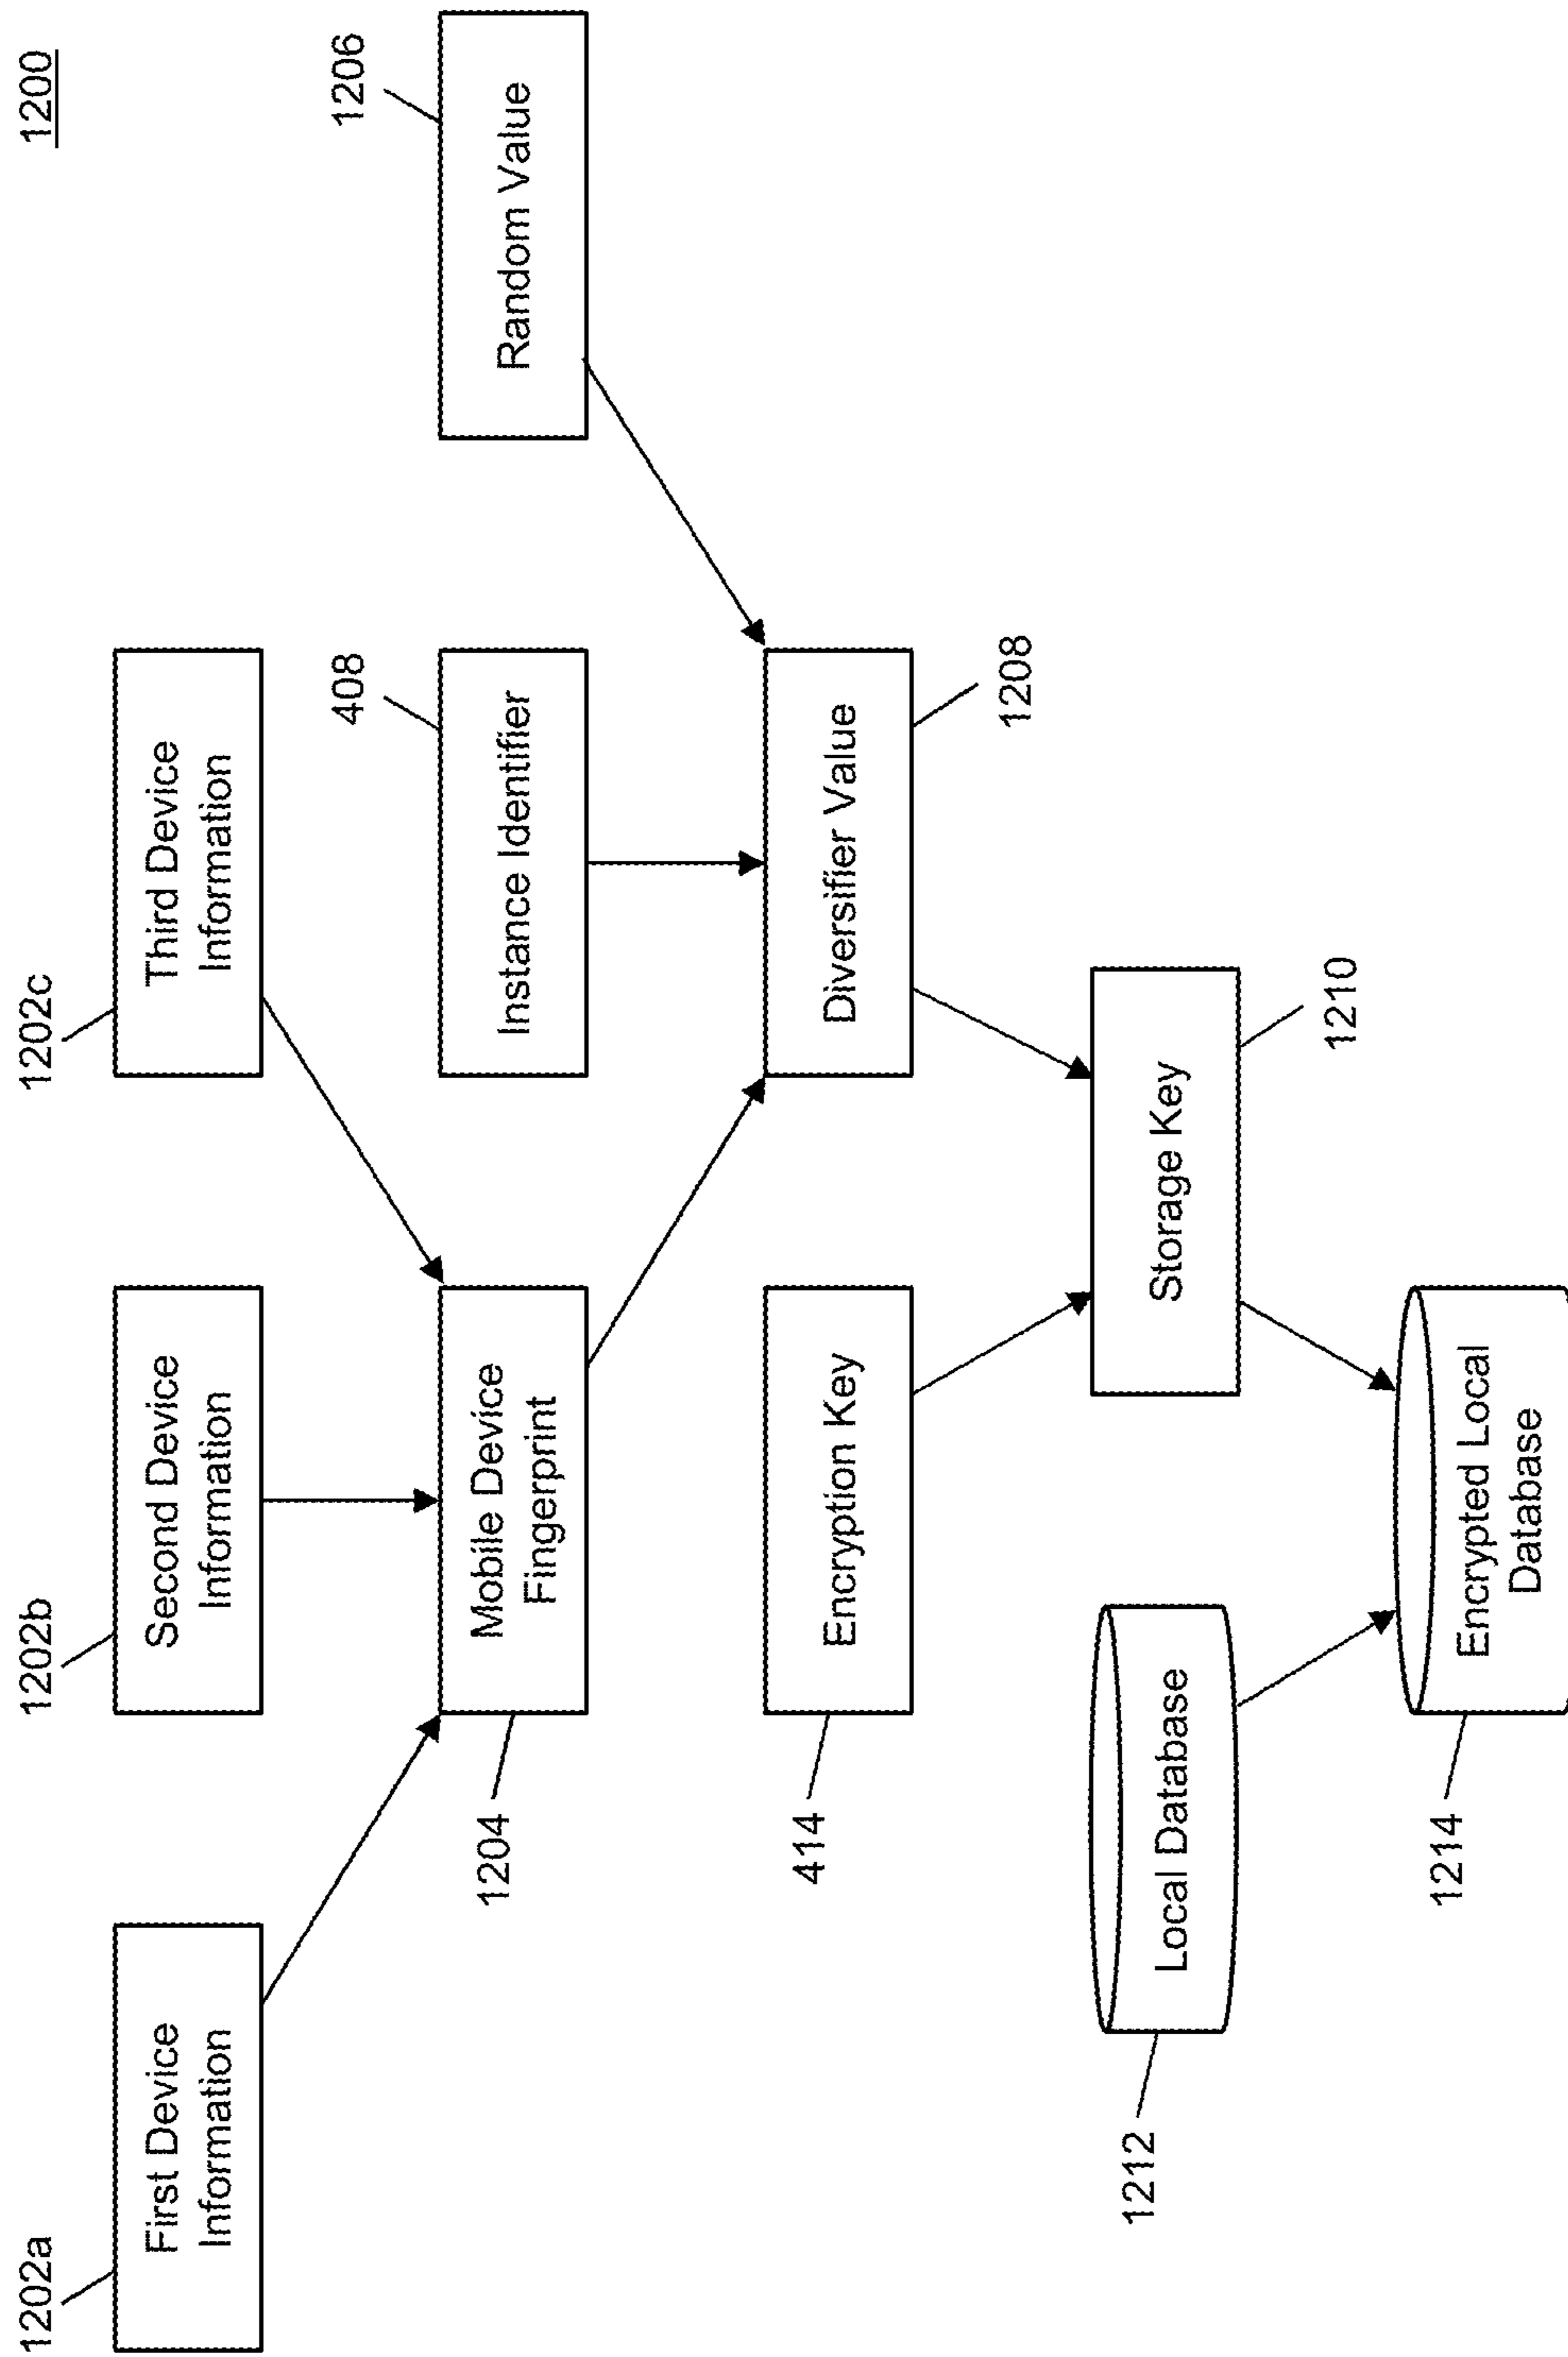 1200
1202a
1202b
1202c
First Device
Information
Second Device
Information
Third Device
Information
1206
408
Mobile Device
Fingerprint
Instance Identifier
Random Value
1204
414
Encryption Key
Diversifier Value
1208
1212
Local Database
Storage Key
1210
1214
Encrypted Local
Database